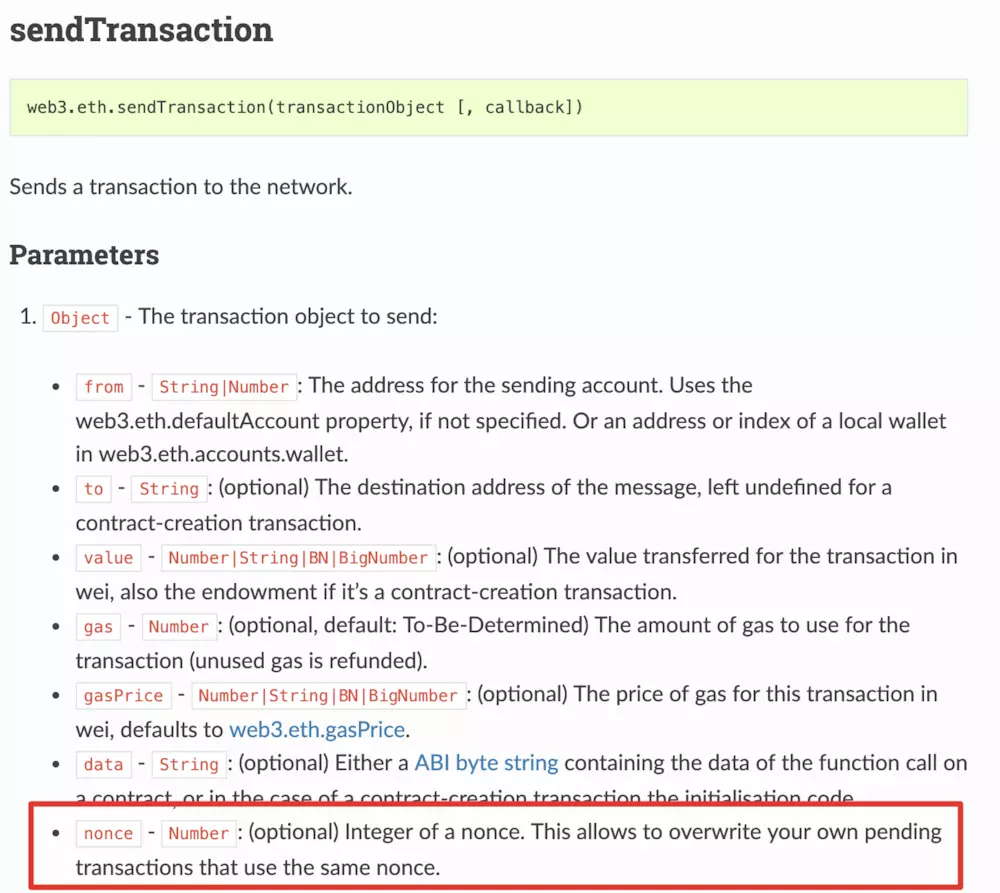 sendTransaction
web3.eth.sendTransaction(transactionObject [, callback])
Sends a transaction to the network.
Parameters
1. Object - The transaction object to send:
• from - String|Number: The address for the sending account. Uses the
web3.eth.defaultAccount property, if not specified. Or an address or index of a local wallet
in web3.eth.accounts.wallet.
• to - String: (optional) The destination address of the message, left undefined for a
contract-creation transaction.
• value - Number|String|BN|BigNumber: (optional) The value transferred for the transaction in
wei, also the endowment if it’s a contract-creation transaction.
• gas - Number: (optional, default: To-Be-Determined) The amount of gas to use for the
transaction (unused gas is refunded).
• gasPrice - Number|String|BN|BigNumber: (optional) The price of gas for this transaction in
wei, defaults to web3.eth.gasPrice.
• data - String: (optional) Either a ABI byte string containing the data of the function call on
a contract, or in the case of a contract-creation transaction the initialisation code.
• nonce - Number: (optional) Integer of a nonce. This allows to overwrite your own pending
transactions that use the same nonce.